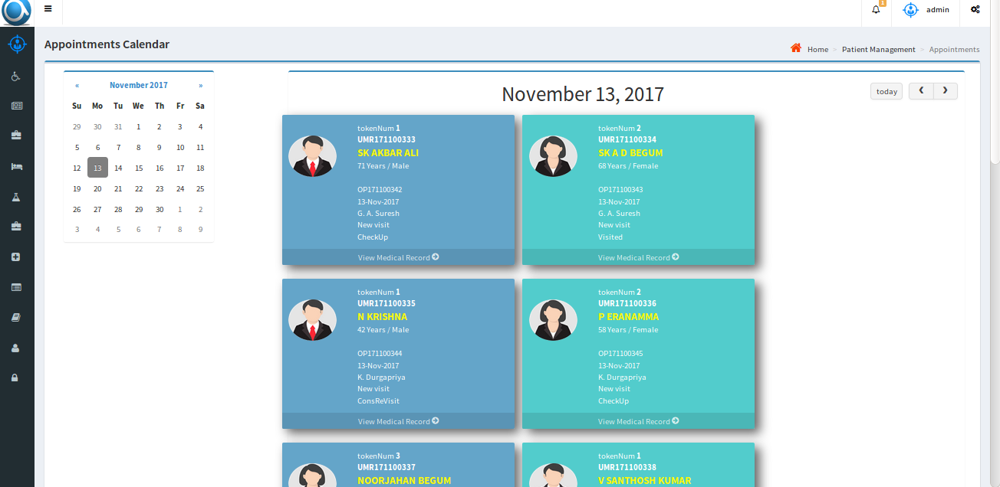 1
admin
Appointments Calendar
Home > Patient Management > Appointments
« November 2017 »
Su Mo Tu We Th Fr Sa
29 30 31 1 2 3 4
5 6 7 8 9 10 11
12 13 14 15 16 17 18
19 20 21 22 23 24 25
26 27 28 29 30 1 2
3 4 5 6 7 8 9
November 13, 2017
today
tokenNum 1
UMR171100333
SK AKBAR ALI
71 Years / Male
OP171100342
13-Nov-2017
G. A. Suresh
New visit
CheckUp
View Medical Record
tokenNum 2
UMR171100334
SK A D BEGUM
68 Years / Female
OP171100343
13-Nov-2017
G. A. Suresh
New visit
Visited
View Medical Record
tokenNum 1
UMR171100335
N KRISHNA
42 Years / Male
OP171100344
13-Nov-2017
K. Durgapriya
New visit
ConsReVisit
View Medical Record
tokenNum 2
UMR171100336
P ERANAMMA
58 Years / Female
OP171100345
13-Nov-2017
K. Durgapriya
New visit
CheckUp
View Medical Record
tokenNum 3
UMR171100337
NOORJAHAN BEGUM
tokenNum 1
UMR171100338
V SANTHOSH KUMAR